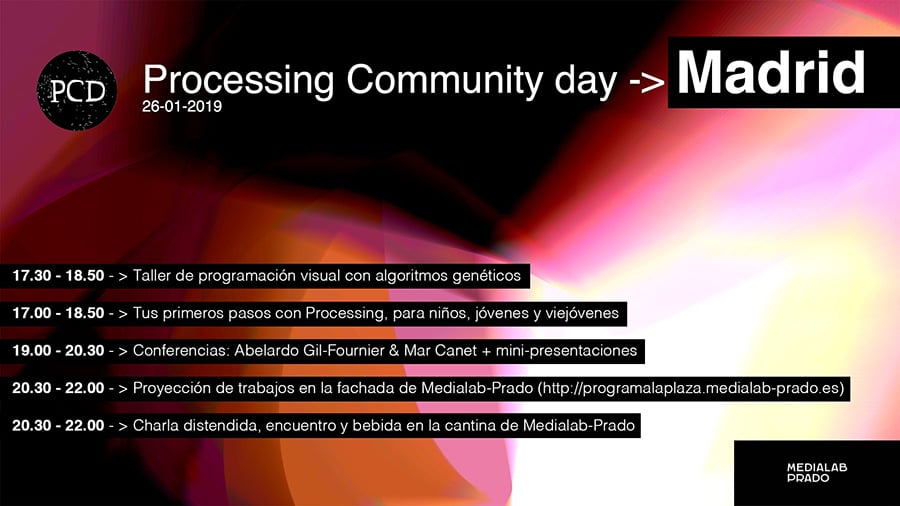 PCD
Processing Community day -> Madrid
26-01-2019
17.30 - 18.50 - > Taller de programación visual con algoritmos genéticos
17.00 - 18.50 - > Tus primeros pasos con Processing, para niños, jóvenes y viejóvenes
19.00 - 20.30 - > Conferencias: Abelardo Gil-Fournier & Mar Canet + mini-presentaciones
20.30 - 22.00 - > Proyección de trabajos en la fachada de Medialab-Prado (http://programalaplaza.medialab-prado.es)
20.30 - 22.00 - > Charla distendida, encuentro y bebida en la cantina de Medialab-Prado
MEDIALAB
PRADO